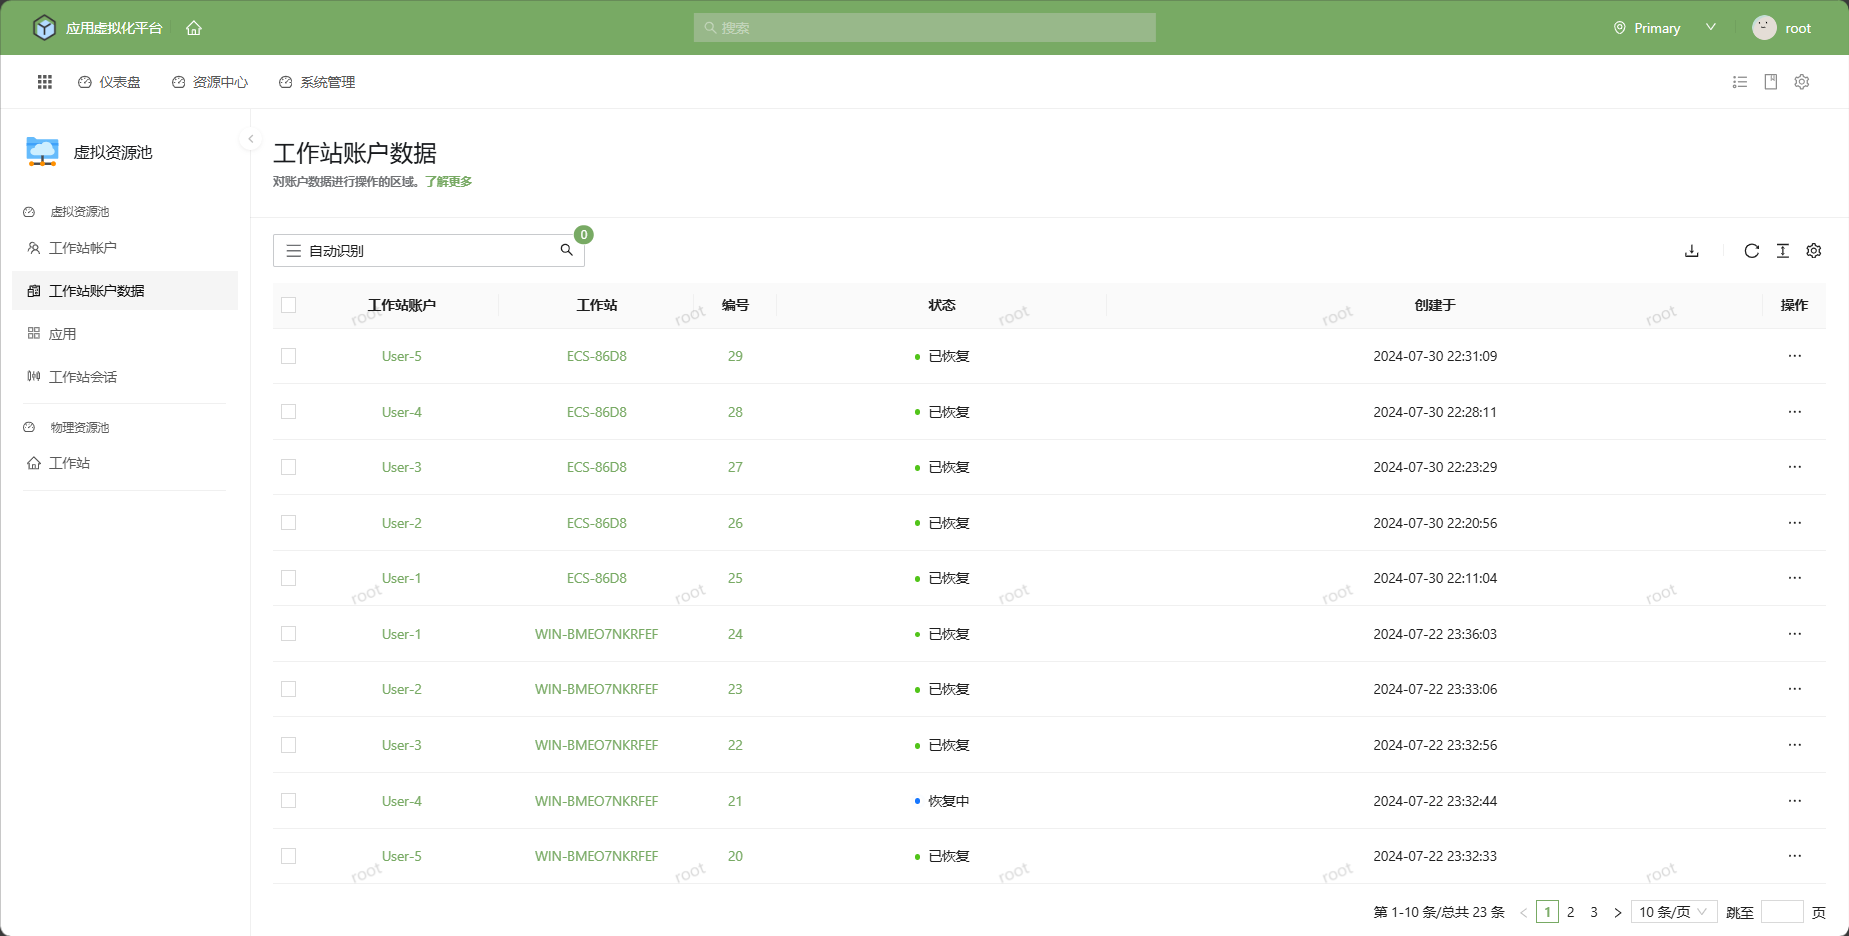 应用虚拟化平台
搜索
Primary
root
仪表盘
资源中心
系统管理
虚拟资源池
虚拟资源池
工作站帐户
工作站账户数据
应用
工作站会话
物理资源池
工作站
工作站账户数据
对账户数据进行操作的区域。了解更多
自动识别
0
工作站账户 工作站 编号 状态 创建于 操作
root root root root root
User-5 ECS-86D8 29 已恢复 2024-07-30 22:31:09 ···
User-4 ECS-86D8 28 已恢复 2024-07-30 22:28:11 ···
User-3 ECS-86D8 27 已恢复 2024-07-30 22:23:29 ···
User-2 ECS-86D8 26 已恢复 2024-07-30 22:20:56 ···
User-1 ECS-86D8 25 已恢复 2024-07-30 22:11:04 ···
root root root root root
User-1 WIN-BMEO7NKRFEF 24 已恢复 2024-07-22 23:36:03 ···
User-2 WIN-BMEO7NKRFEF 23 已恢复 2024-07-22 23:33:06 ···
User-3 WIN-BMEO7NKRFEF 22 已恢复 2024-07-22 23:32:56 ···
User-4 WIN-BMEO7NKRFEF 21 恢复中 2024-07-22 23:32:44 ···
User-5 WIN-BMEO7NKRFEF 20 已恢复 2024-07-22 23:32:33 ···
root root root root root
第 1-10 条/总共 23 条 < 1 2 3 > 10 条/页 跳至 页